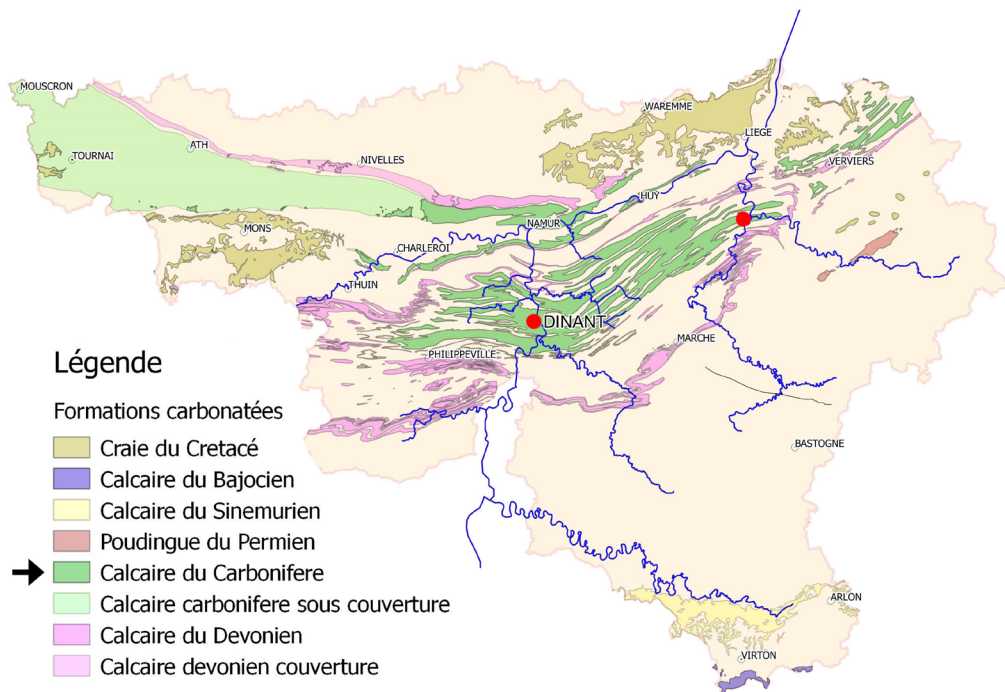 MOUSCRON
WAREMME
LIEGE
ATH
TOURNAI
NIVELLES
VERVIERS
HUY
NAMUR
MONS
CHARLEROI
THUIN
DINANT
MARCHE
PHILIPPEVILLE
BASTOGNE
ARLON
VIRTON
Légende
Formations carbonatées
Craie du Cretacé
Calcaire du Bajocien
Calcaire du Sinemurien
Poudingue du Permien
Calcaire du Carbonifere
Calcaire carbonifere sous couverture
Calcaire du Devonien
Calcaire devonien couverture